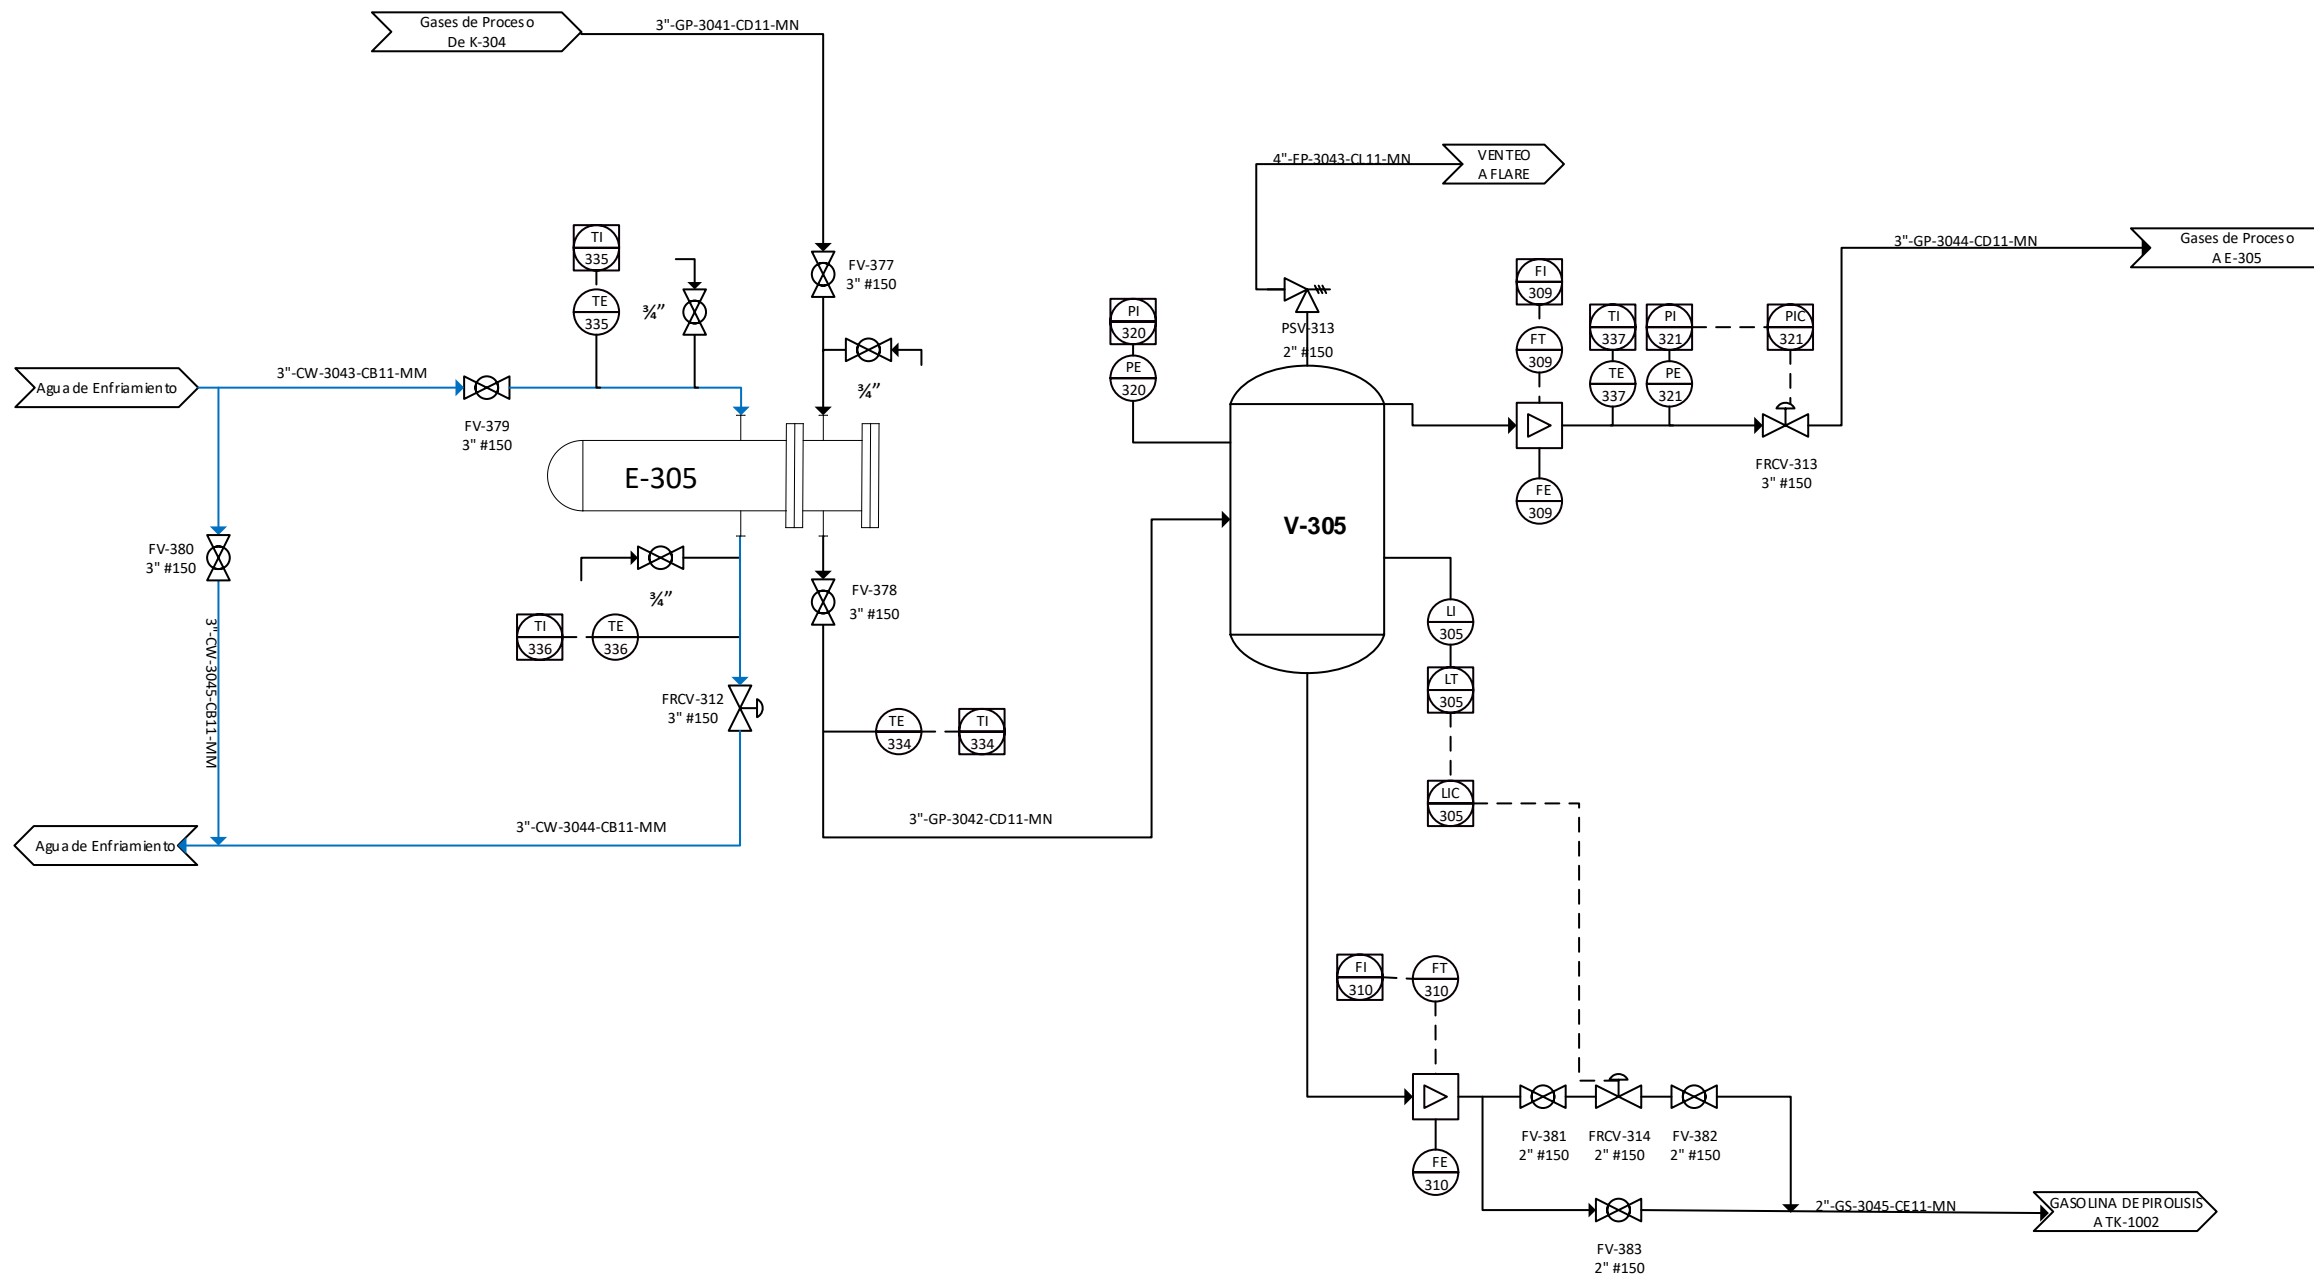 Gases de Proceso
De K-304
3"-GP-3041-CD11-MN
4"-FP-3043-CL11-MN
VENTEO
A FLARE
TI
335
TE
335
¾”
FV-377
3" #150
¾”
PI
320
PE
320
PSV-313
2" #150
FI
309
FT
309
FE
309
TI
337
TE
337
PI
321
PE
321
PIC
321
FRCV-313
3" #150
3"-GP-3044-CD11-MN
Gases de Proceso
A E-305
Agua de Enfriamiento
3"-CW-3043-CB11-MM
FV-379
3" #150
E-305
V-305
FV-380
3" #150
3"-CW-3045-CB11-MM
¾”
TI
336
TE
336
FV-378
3" #150
FRCV-312
3" #150
TE
334
TI
334
LI
305
LT
305
LIC
305
Agua de Enfriamiento
3"-CW-3044-CB11-MM
3"-GP-3042-CD11-MN
FI
310
FT
310
FE
310
FV-381
2" #150
FRCV-314
2" #150
FV-382
2" #150
FV-383
2" #150
2"-GS-3045-CE11-MN
GASOLINA DE PIROLISIS
A TK-1002